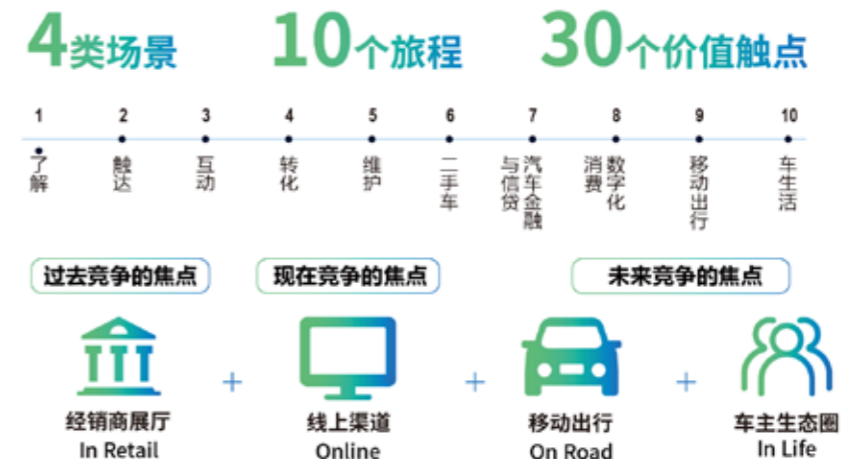 4类场景
10个旅程
30个价值触点
1 2 3 4 5 6 7 8 9 10
了解
触达
互动
转化
维护
二手车
汽车金融与信贷
数字化消费
移动出行
车生活
过去竞争的焦点
现在竞争的焦点
未来竞争的焦点
经销商展厅
In Retail
+
线上渠道
Online
+
移动出行
On Road
+
车主生态圈
In Life